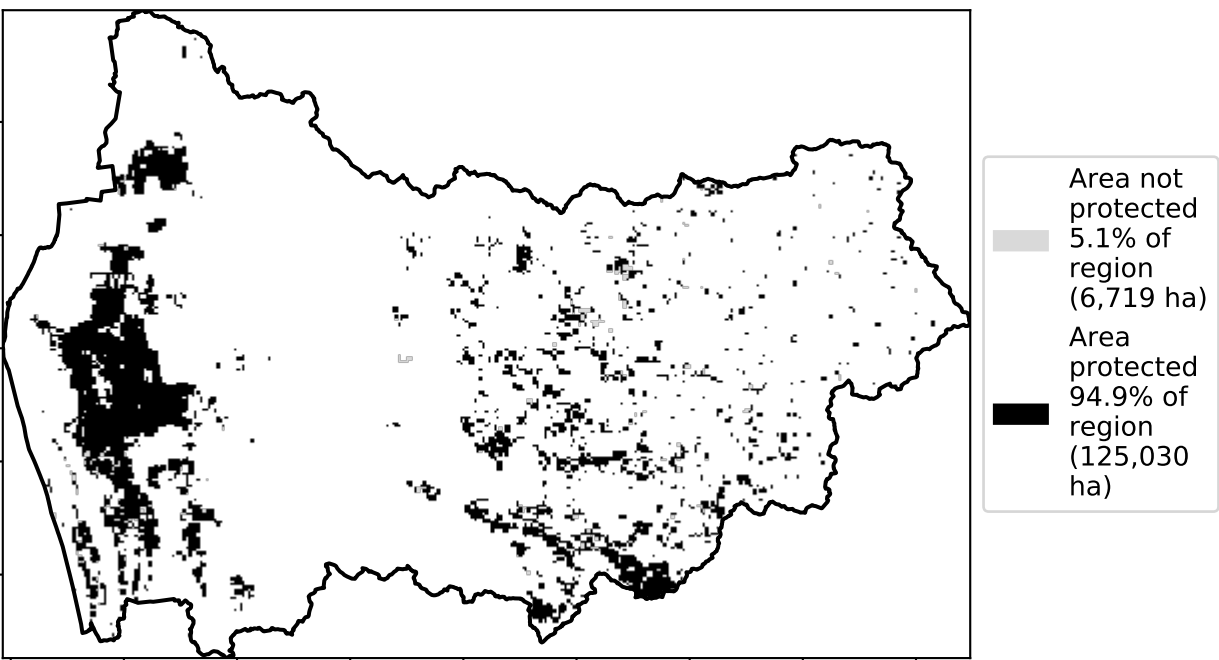 Area not
protected
5.1% of
region
(6,719 ha)
Area
protected
94.9% of
region
(125,030
ha)